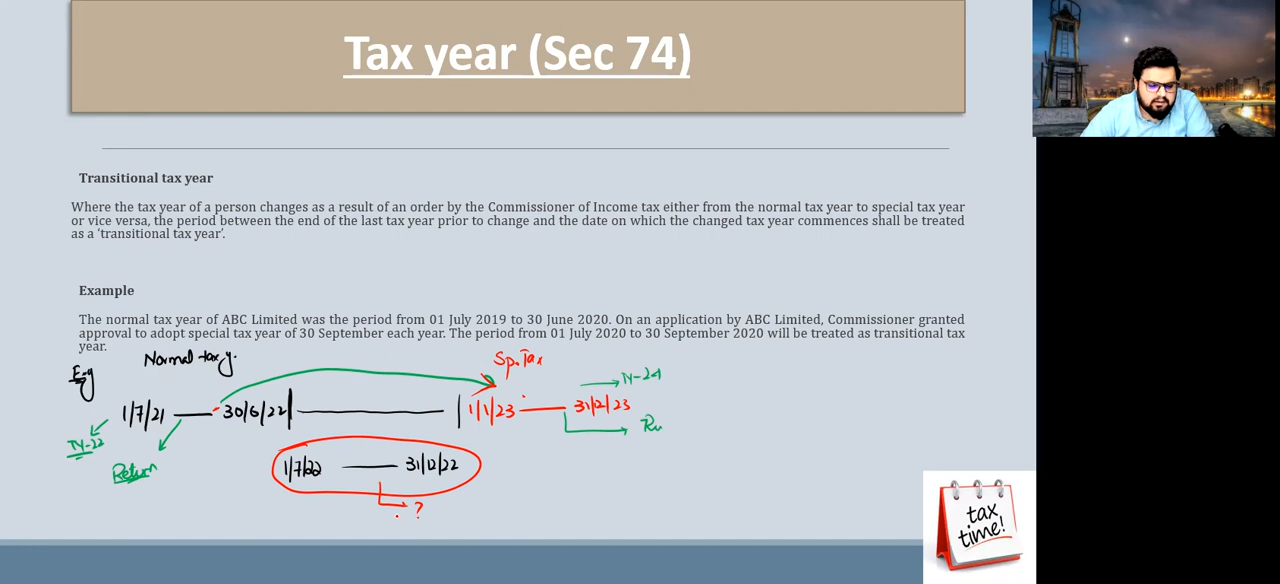 Tax year (Sec 74)
Transitional tax year
Where the tax year of a person changes as a result of an order by the Commissioner of Income tax either from the normal tax year to special tax year
or vice versa, the period between the end of the last tax year prior to change and the date on which the changed tax year commences shall be treated
as a 'transitional tax year'.
Example
The normal tax year of ABC Limited was the period from 01 July 2019 to 30 June 2020. On an application by ABC Limited, Commissioner granted
approval to adopt special tax year of 30 September each year. The period from 01 July 2020 to 30 September 2020 will be treated as transitional tax
year.
E.g
Normal tax y.
Sp. Tax
TY-24
1/7/21 30/6/22 1/1/23 31/12/23
TY-22
Return
1/7/22 31/12/22
?
tax
time!